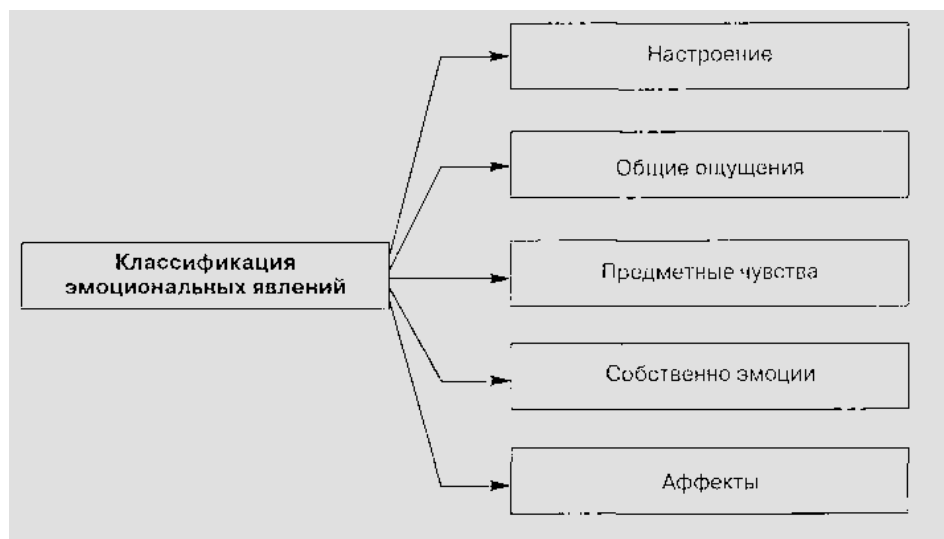 Настроение
Общие ощущения
Классификация
эмоциональных явлений
Предметные чувства
Собственно эмоции
Аффекты